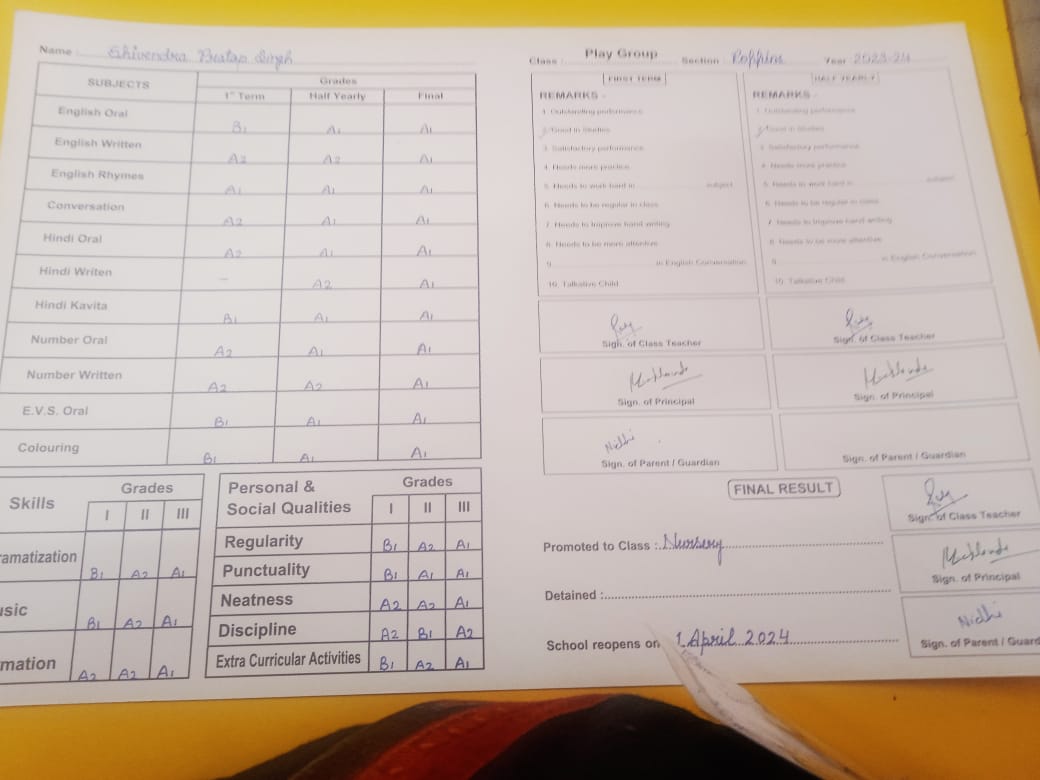 Name : Shivendra Pratap Singh
SUBJECTS Grades
1st Term Half Yearly Final
English Oral B1 A1 A1
English Written A2 A2 A1
English Rhymes A1 A1 A1
Conversation A2 A1 A1
Hindi Oral A2 A1 A1
Hindi Writen – A2 A1
Hindi Kavita B1 A1 A1
Number Oral A2 A1 A1
Number Written A2 A2 A1
E.V.S. Oral B1 A1 A1
Colouring B1 A1 A1
Skills Grades
I II III
amatization B1 A2 A1
usic B1 A2 A1
mation A2 A2 A1
Personal & Social Qualities Grades
I II III
Regularity B1 A2 A1
Punctuality B1 A1 A1
Neatness A2 A2 A1
Discipline A2 B1 A2
Extra Curricular Activities B1 A2 A1
Class : Play Group Section : Poppins Year 2023-24
FIRST TERM
REMARKS -
1. Outstanding performance
2. Good in Studies
3. Satisfactory performance
4. Needs more practice
5. Needs to work hard in subject
6. Needs to be regular in class
7. Needs to Improve hand writing
8. Needs to be more attentive
9. in English Conversation
10. Talkative Child
Sign. of Class Teacher
Sign. of Principal
Nidhi
Sign. of Parent / Guardian
HALF YEARLY
REMARKS -
1. Outstanding performance
2. Good in Studies
3. Satisfactory performance
4. Needs more practice
5. Needs to work hard in subject
6. Needs to be regular in class
7. Needs to Improve hand writing
8. Needs to be more attentive
9. in English Conversation
10. Talkative Child
Sign. of Class Teacher
Sign. of Principal
Sign. of Parent / Guardian
FINAL RESULT
Promoted to Class : Nursery
Detained :
School reopens on 1 April 2024
Sign. of Class Teacher
Sign. of Principal
Nidhi
Sign. of Parent / Guard